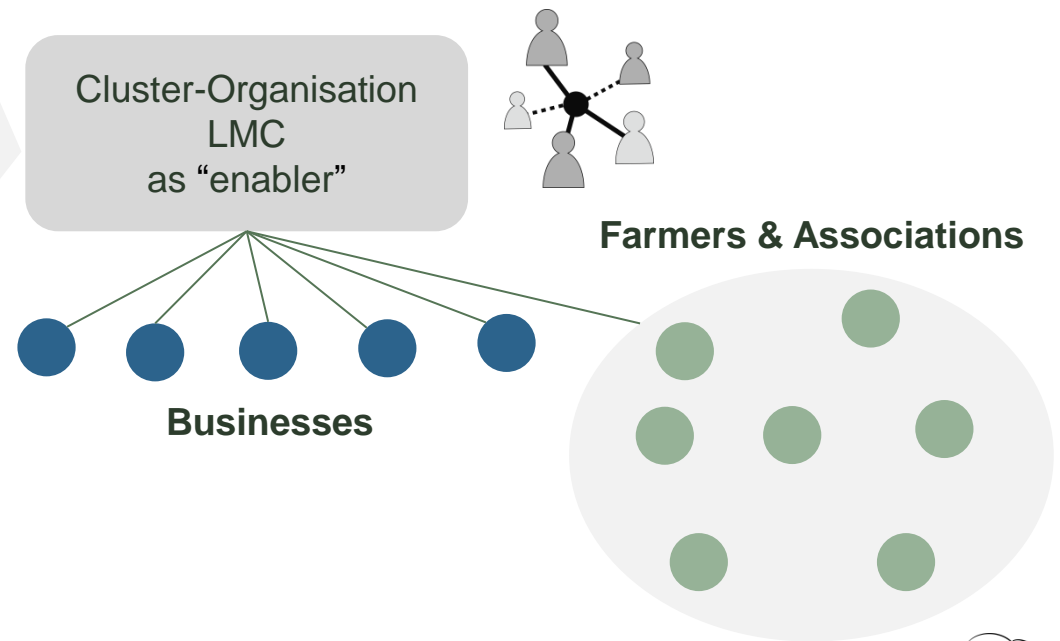 Cluster-Organisation
LMC
as “enabler”
Farmers & Associations
Businesses